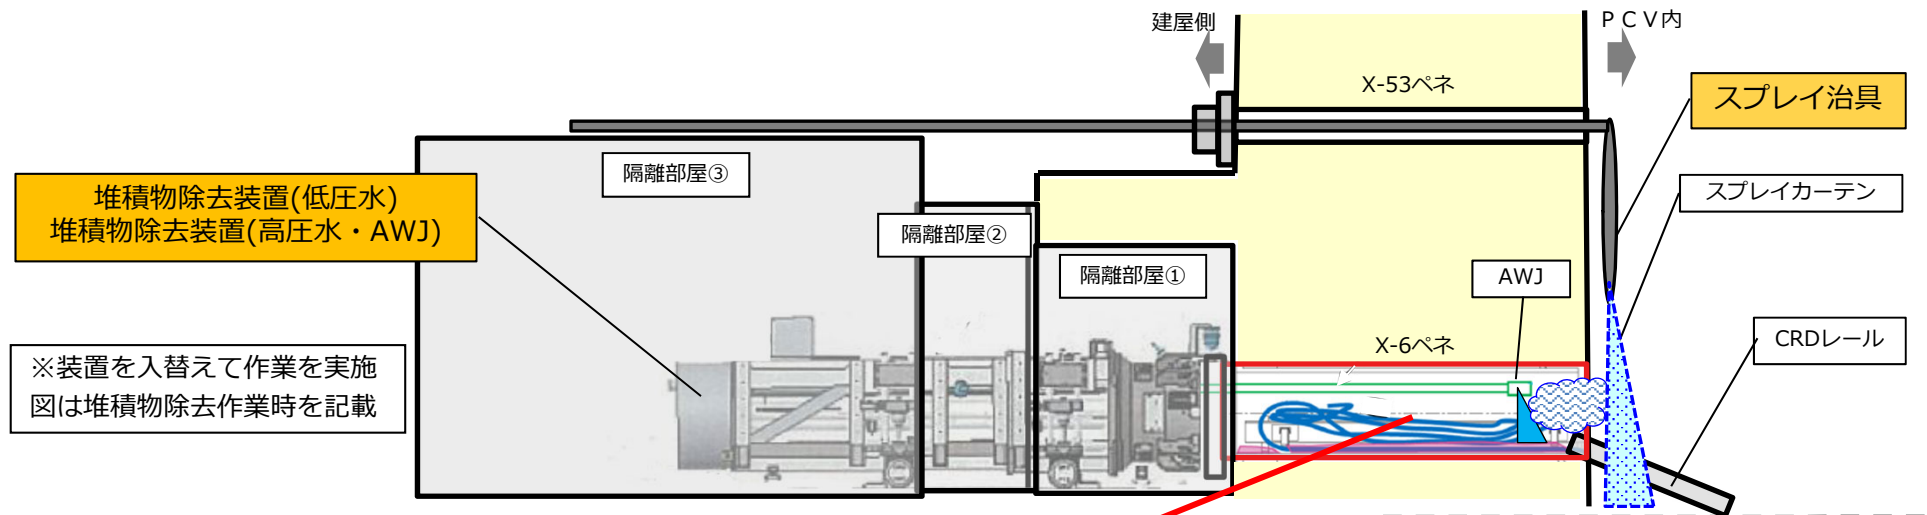 建屋側
PCV内
X-53ペネ
スプレイ治具
隔離部屋③
堆積物除去装置(低圧水)
堆積物除去装置(高圧水・AWJ)
スプレイカーテン
隔離部屋②
隔離部屋①
AWJ
X-6ペネ
CRDレール
※装置を入替えて作業を実施
図は堆積物除去作業時を記載